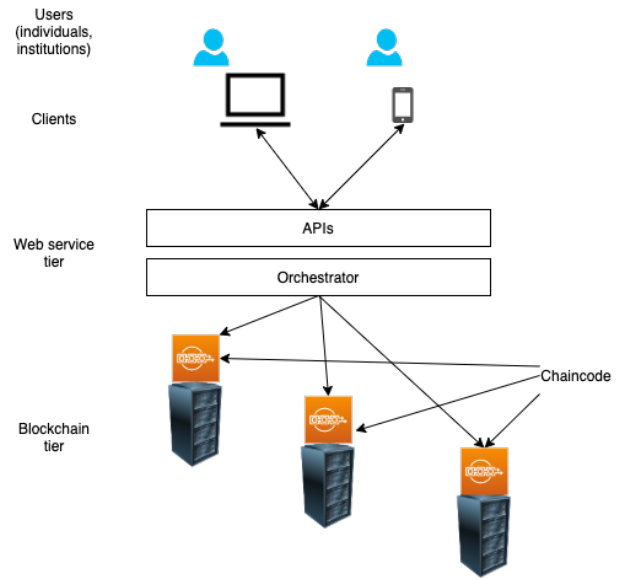 Users
(individuals,
institutions)
Clients
APIs
Web service
tier
Orchestrator
Chaincode
Blockchain
tier